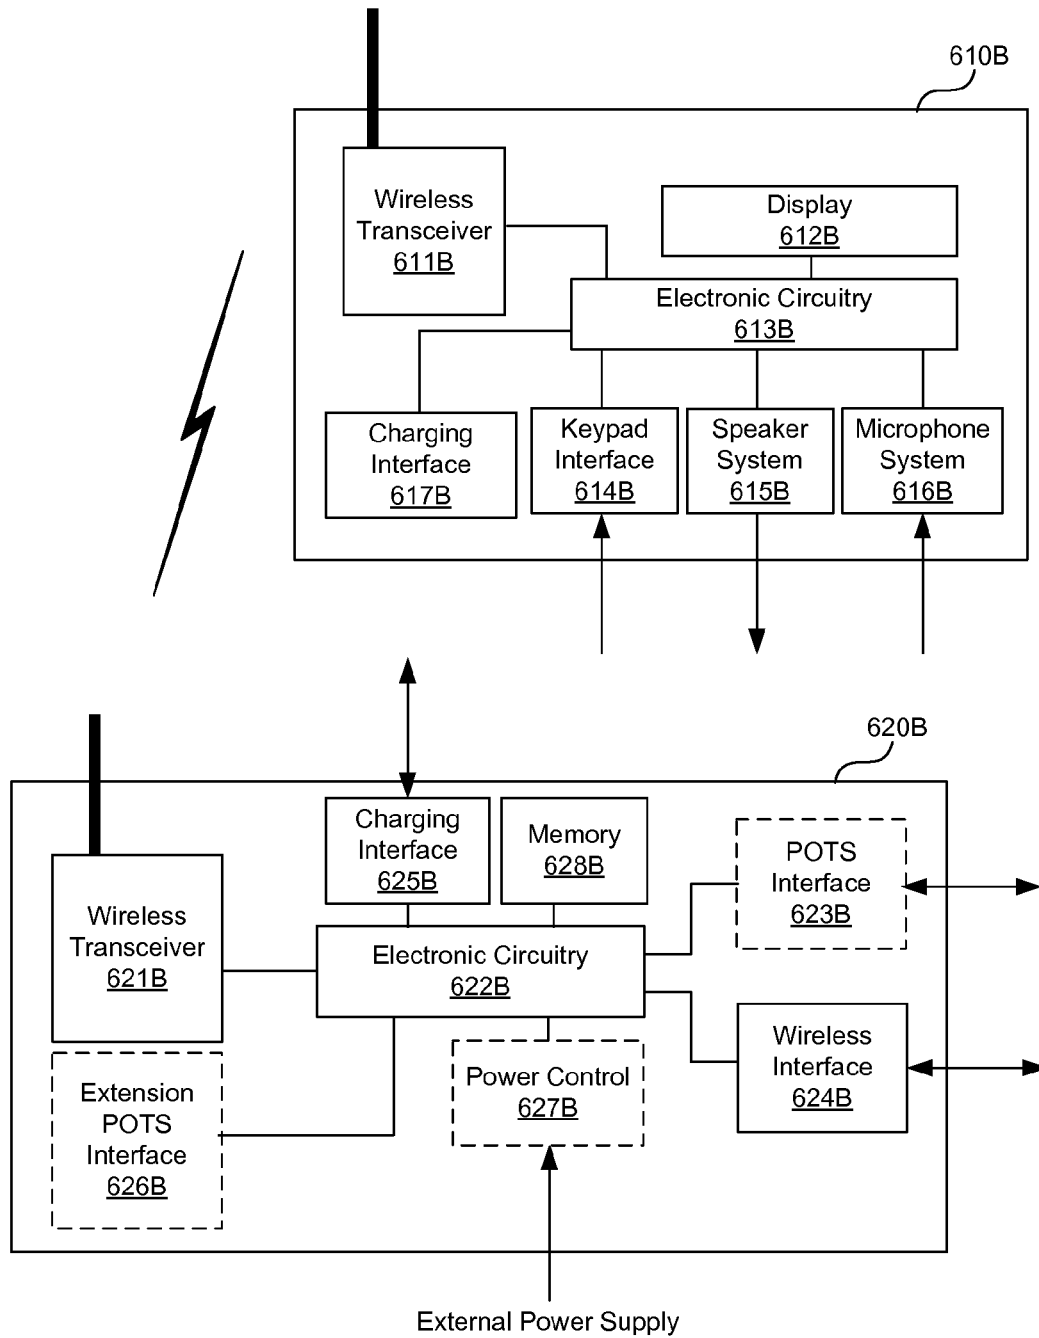 610B
Wireless
Transceiver
611B
Display
612B
Electronic Circuitry
613B
Charging
Interface
617B
Keypad
Interface
614B
Speaker
System
615B
Microphone
System
616B
620B
Charging
Interface
625B
Memory
628B
POTS
Interface
623B
Wireless
Transceiver
621B
Electronic Circuitry
622B
Wireless
Interface
624B
Extension
POTS
Interface
626B
Power Control
627B
External Power Supply